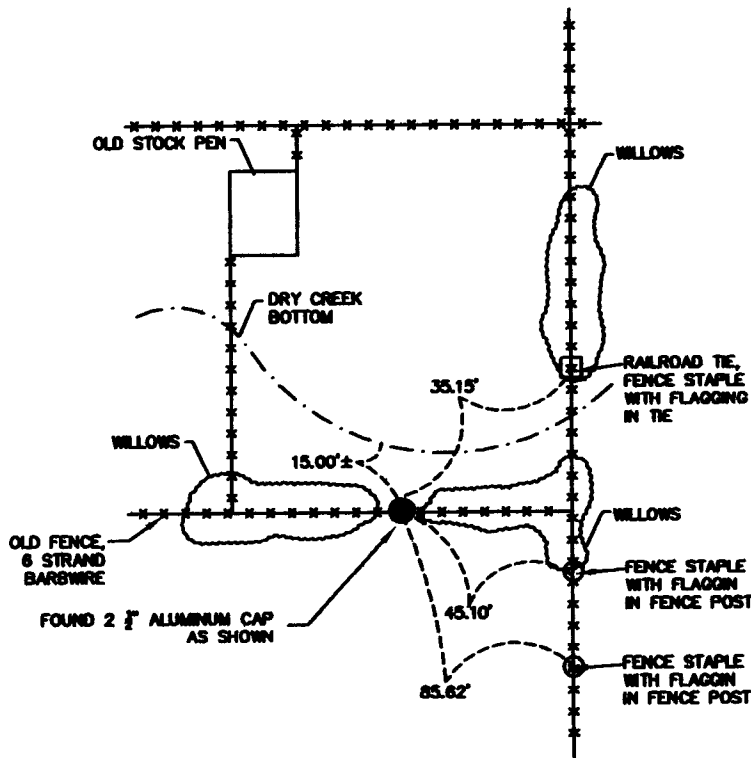 OLD STOCK PEN
WILLOWS
DRY CREEK
BOTTOM
35.15'
RAILROAD TIE,
FENCE STAPLE
WITH FLAGGING
IN TIE
WILLOWS
15.00'±
WILLOWS
OLD FENCE,
6 STRAND
BARBWIRE
FENCE STAPLE
WITH FLAGGIN
IN FENCE POST
45.10'
FOUND 2 ½" ALUMINUM CAP
AS SHOWN
FENCE STAPLE
WITH FLAGGIN
IN FENCE POST
85.62'